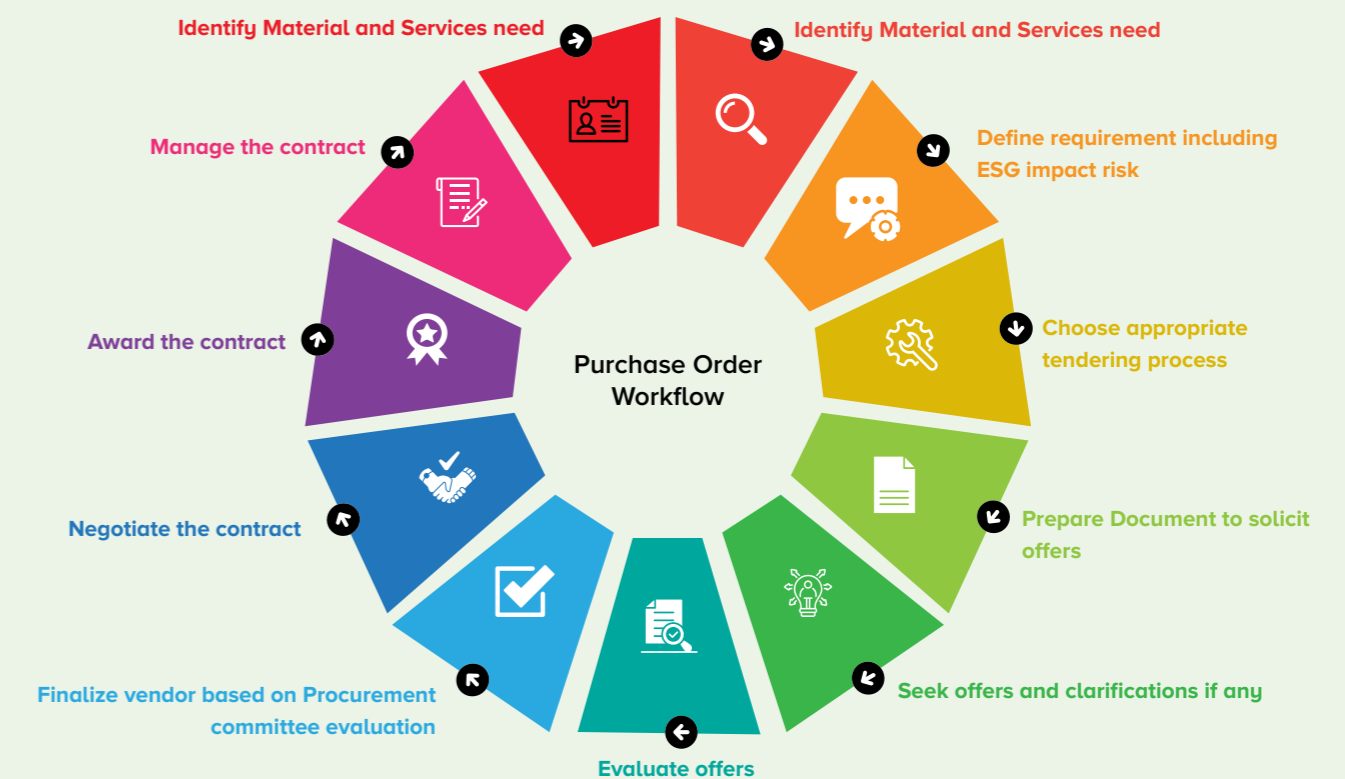 Identify Material and Services need
Identify Material and Services need
Define requirement including
ESG impact risk
Choose appropriate
tendering process
Prepare Document to solicit
offers
Seek offers and clarifications if any
Evaluate offers
Finalize vendor based on Procurement
committee evaluation
Negotiate the contract
Award the contract
Manage the contract
Purchase Order
Workflow